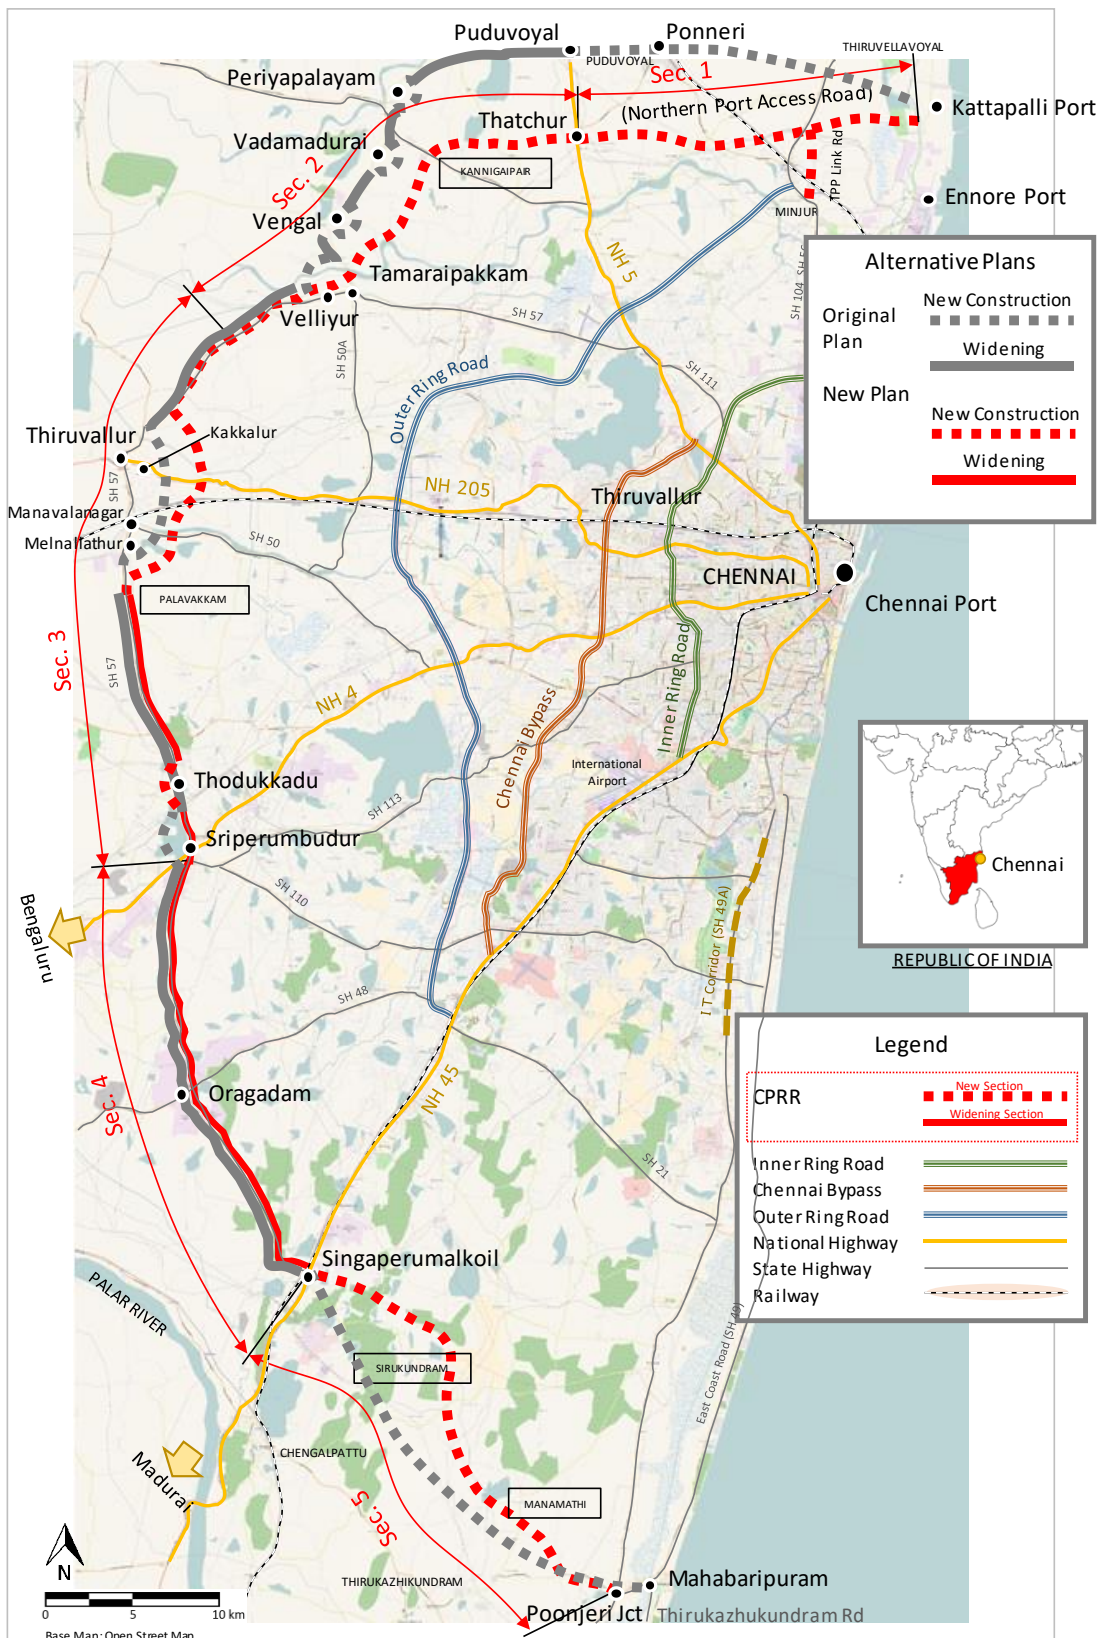 Puduvoyal
Ponneri
PUDUVOYAL
THIRUVELLAVOYAL
Sec. 1
Periyapalayam
(Northern Port Access Road)
Kattapalli Port
Thatchur
Vadamadurai
TPP Link Rd
KANNIGAIPAIR
Sec. 2
Ennore Port
Vengal
MINJUR
NH 5
Tamaraipakkam
SH 104
Velliyur
SH 57
SH 50A
SH 111
Outer Ring Road
Alternative Plans
Original
Plan
New Construction
Widening
New Plan
New Construction
Widening
Thiruvallur
Kakkalur
SH 57
NH 205
Thiruvallur
Manavalanagar
Melnallathur
SH 50
CHENNAI
Chennai Port
PALAVAKKAM
Sec. 3
SH 57
NH 4
Inner Ring Road
Chennai Bypass
International
Airport
Thodukkadu
SH 113
Sriperumbudur
Chennai
REPUBLIC OF INDIA
SH 110
Bengaluru
I T Corridor (SH 49A)
SH 48
NH 45
Sec. 4
Oragadam
Legend
CPRR
New Section
Widening Section
Inner Ring Road
Chennai Bypass
Outer Ring Road
National Highway
State Highway
Railway
SH 21
Singaperumalkoil
PALAR RIVER
East Coast Road (SH 49)
SIRUKUNDRAM
CHENGALPATTU
Madurai
Sec. 5
MANAMATHI
N
THIRUKAZHIKUNDRAM
Mahabaripuram
Poonjeri Jct
Thirukazhukundram Rd
0 5 10 km
Base Map: Open Street Map